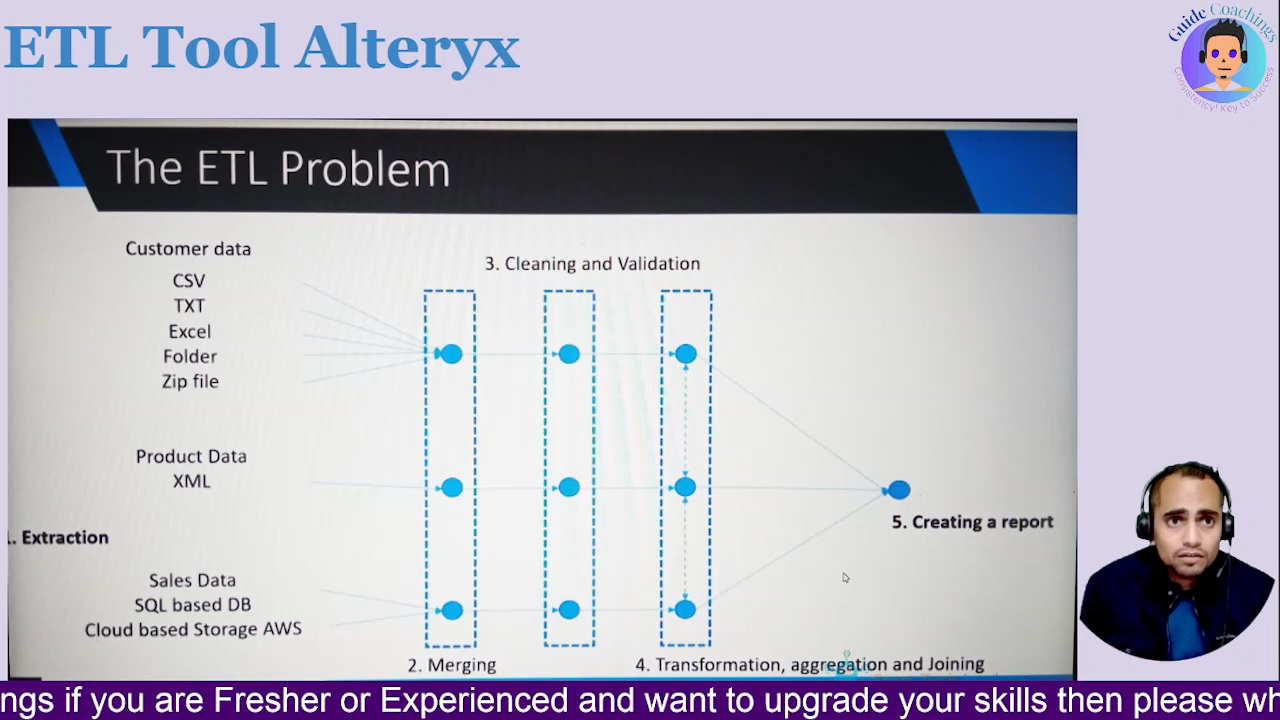 ETL Tool Alteryx
Guide Coachings
Consistency! Key to Success
The ETL Problem
Customer data
CSV
TXT
Excel
Folder
Zip file
3. Cleaning and Validation
Product Data
XML
. Extraction
5. Creating a report
Sales Data
SQL based DB
Cloud based Storage AWS
2. Merging
4. Transformation, aggregation and Joining
ngs if you are Fresher or Experienced and want to upgrade your skills then please wh